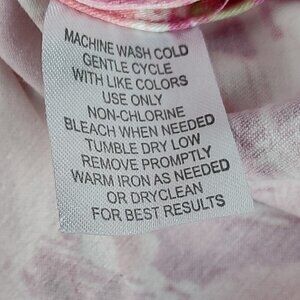 MACHINE WASH COLD
GENTLE CYCLE
WITH LIKE COLORS
USE ONLY
NON-CHLORINE
BLEACH WHEN NEEDED
TUMBLE DRY LOW
REMOVE PROMPTLY
WARM IRON AS NEEDED
OR DRYCLEAN
FOR BEST RESULTS